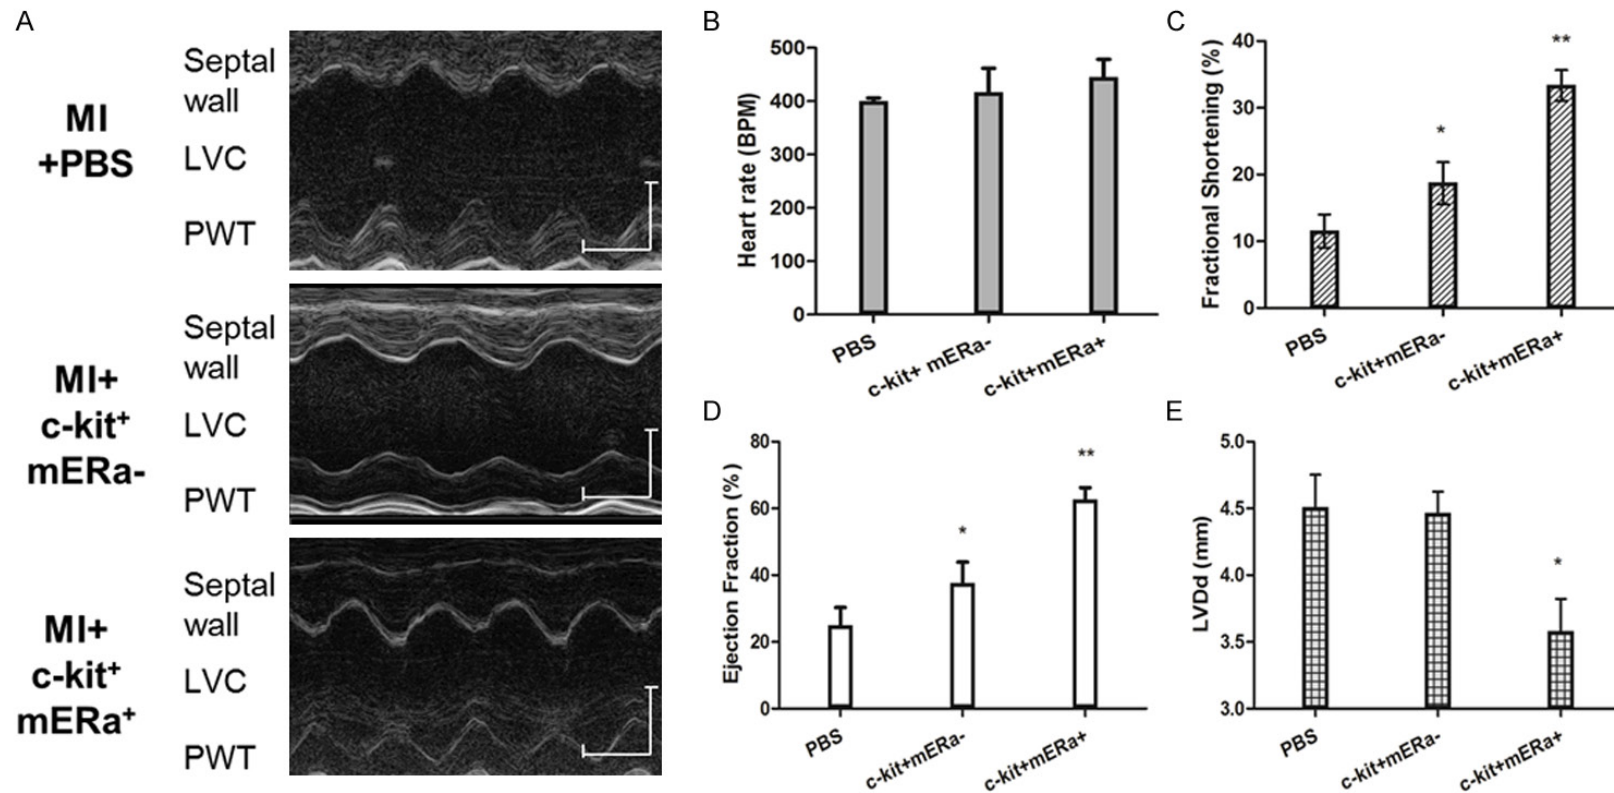 A
MI
+PBS
Septal
wall
LVC
PWT
MI+
c-kit⁺
mERa-
Septal
wall
LVC
PWT
MI+
c-kit⁺
mERa⁺
Septal
wall
LVC
PWT
B
Heart rate (BPM)
500
400
300
200
100
0
PBS
c-kit+ mERa-
c-kit+mERa+
C
Fractional Shortening (%)
40
30
20
10
0
*
**
PBS
c-kit+mERa-
c-kit+mERa+
D
Ejection Fraction (%)
80
60
40
20
0
*
**
PBS
c-kit+mERa-
c-kit+mERa+
E
LVDd (mm)
5.0
4.5
4.0
3.5
3.0
*
PBS
c-kit+mERa-
c-kit+mERa+